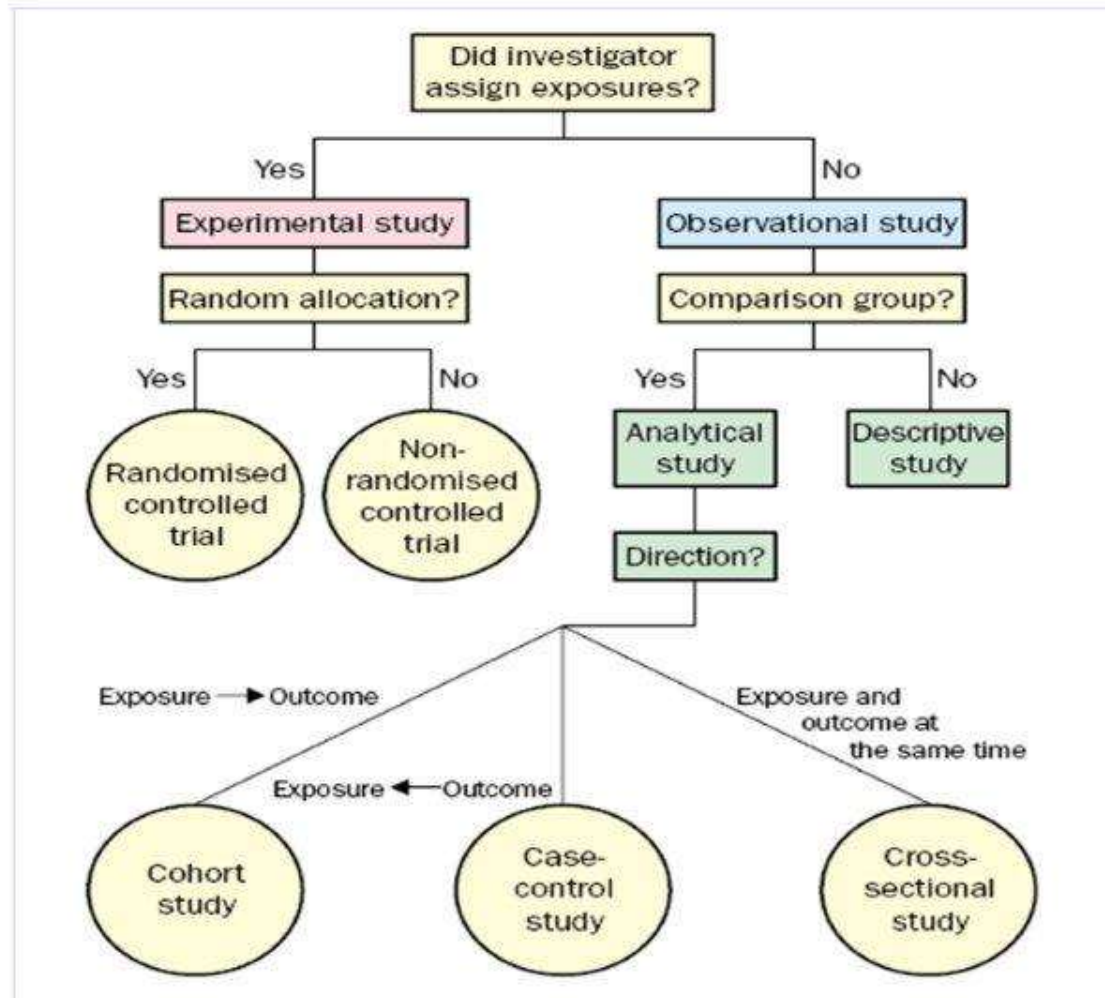 Did investigator
assign exposures?
Yes
No
Experimental study
Observational study
Random allocation?
Comparison group?
Yes
No
Yes
No
Randomised
controlled
trial
Non-
randomised
controlled
trial
Analytical
study
Descriptive
study
Direction?
Exposure → Outcome
Exposure ← Outcome
Exposure and
outcome at
the same time
Cohort
study
Case-
control
study
Cross-
sectional
study